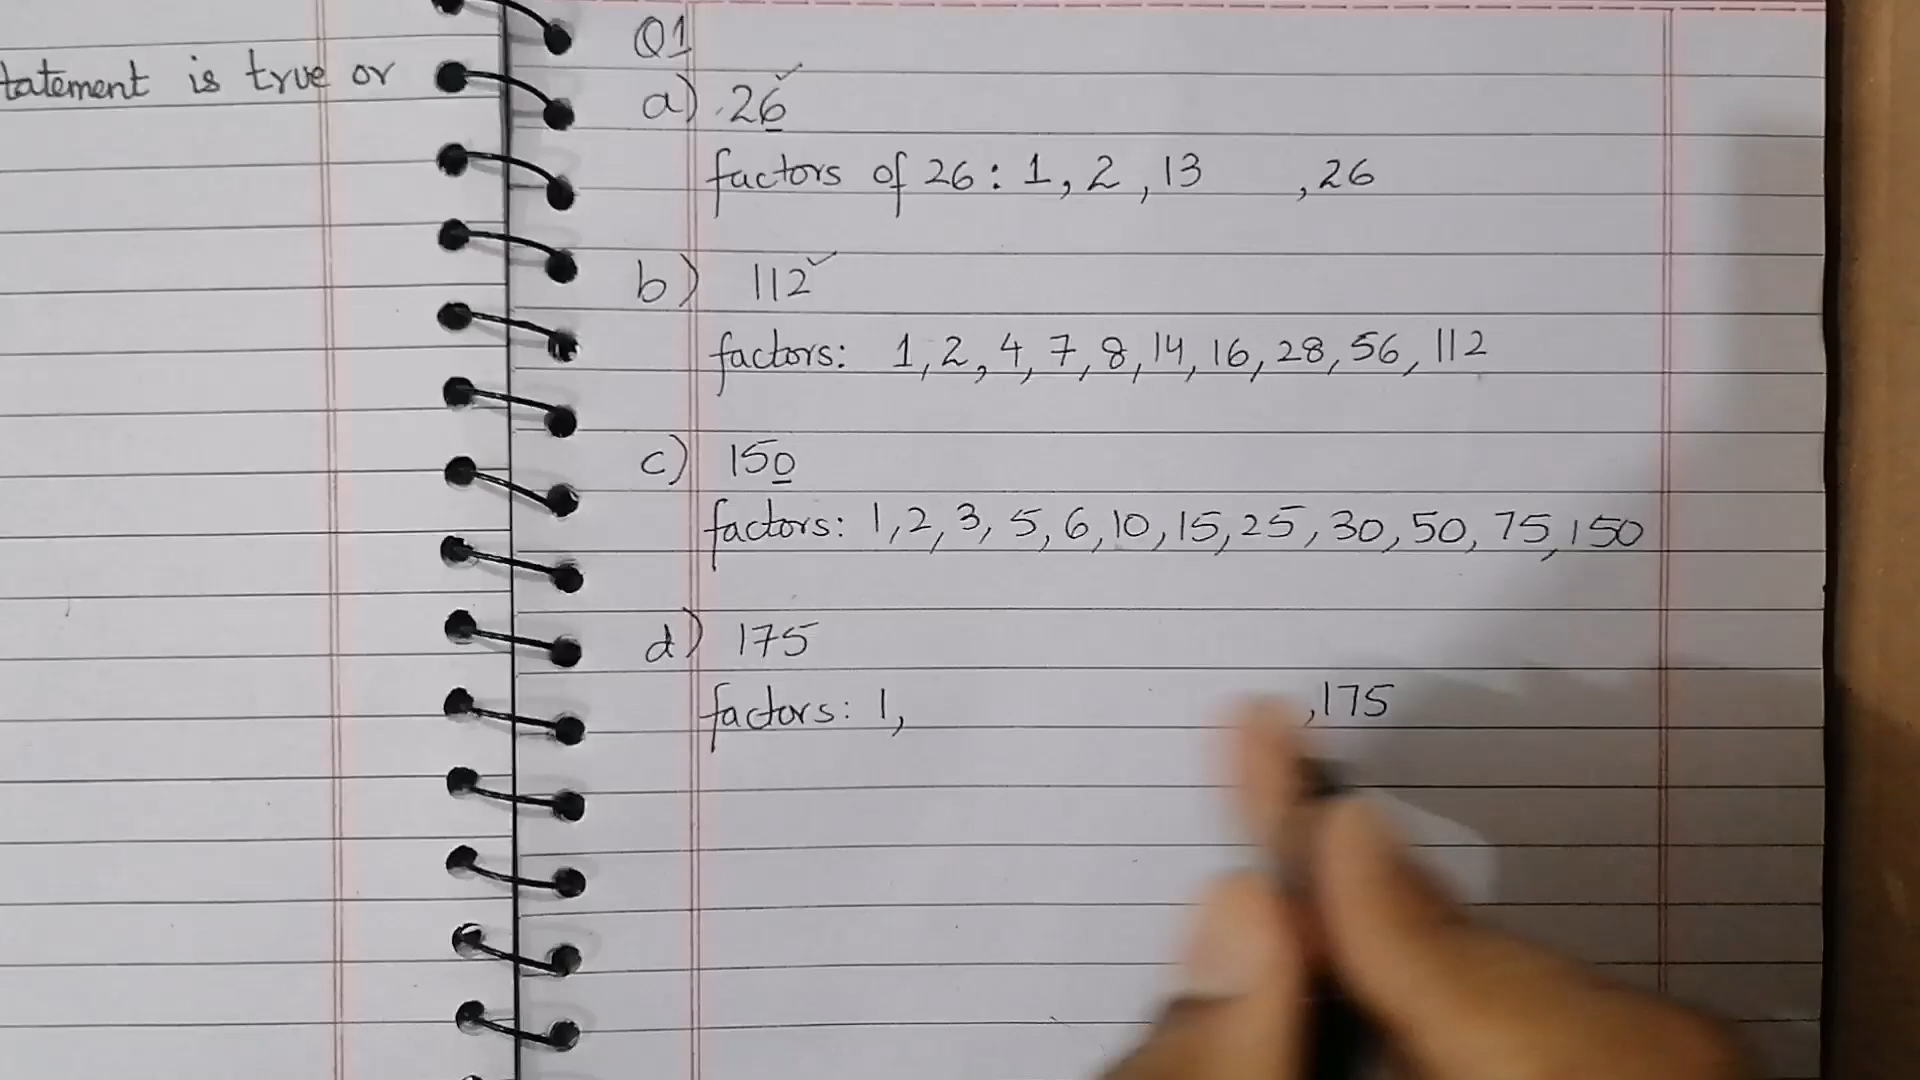 tatement is true or
Q1
a) 26
factors of 26: 1, 2, 13 , 26
b) 112
factors: 1, 2, 4, 7, 8, 14, 16, 28, 56, 112
c) 150
factors: 1, 2, 3, 5, 6, 10, 15, 25, 30, 50, 75, 150
d) 175
factors: 1, , 175